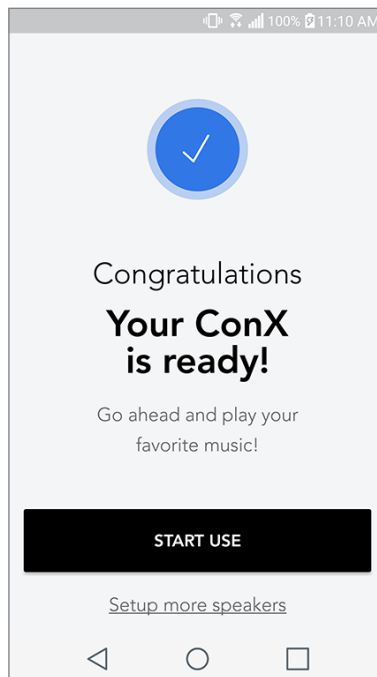 100% 11:10 AM
Congratulations
Your ConX
is ready!
Go ahead and play your
favorite music!
START USE
Setup more speakers